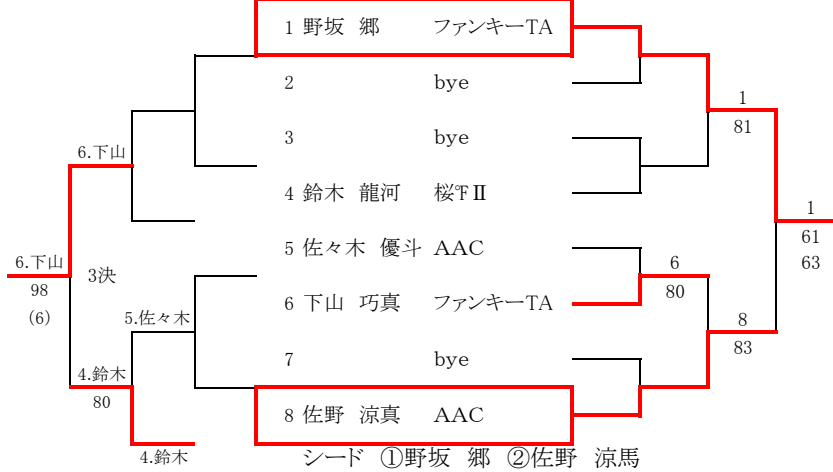 1 野坂 郷 ファンキーTA
2 bye
3 bye
4 鈴木 龍河 桜℉Ⅱ
5 佐々木 優斗 AAC
6 下山 巧真 ファンキーTA
7 bye
8 佐野 涼真 AAC
シード ①野坂 郷 ②佐野 涼馬
6.下山
6.下山
98
(6)
3決
5.佐々木
4.鈴木
80
4.鈴木
1
81
6
80
8
83
1
61
63